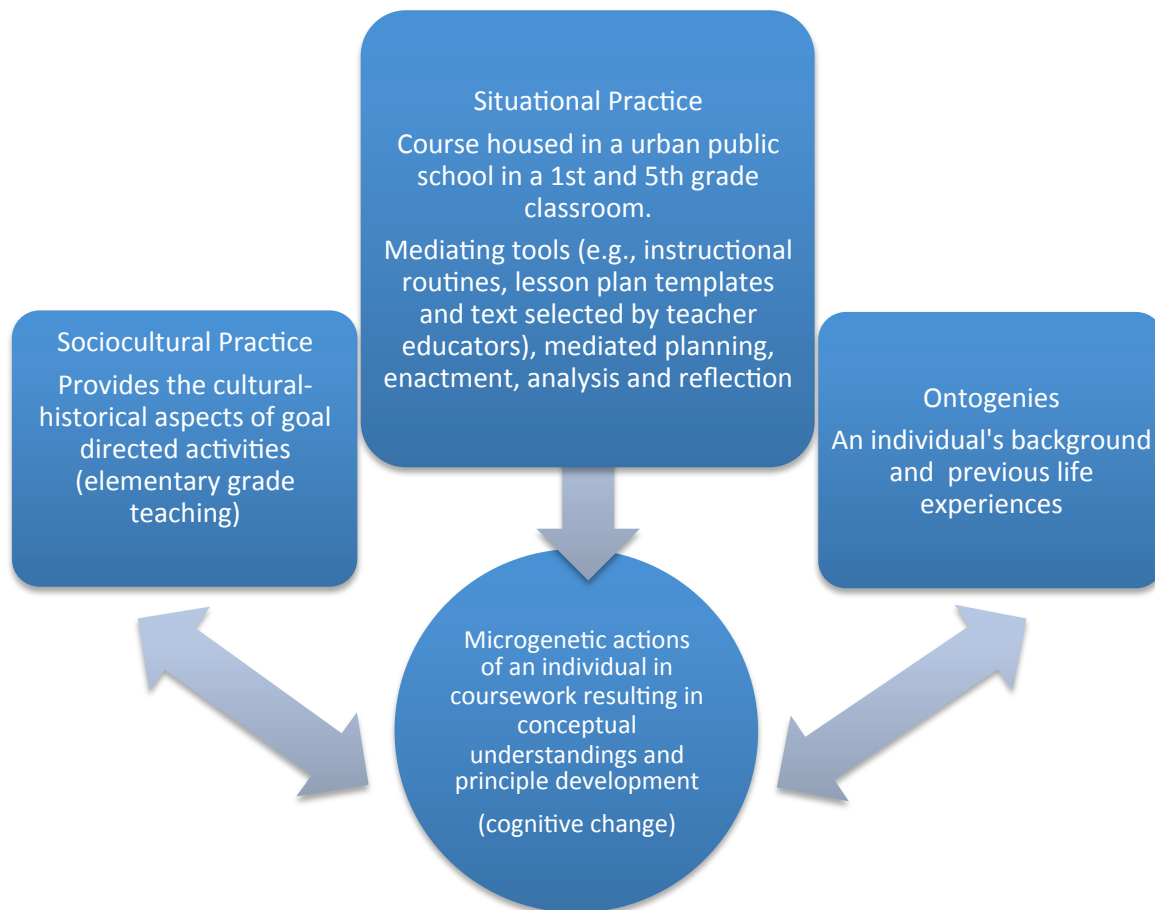 Situational Practice
Course housed in a urban public
school in a 1st and 5th grade
classroom.
Mediating tools (e.g., instructional
routines, lesson plan templates
and text selected by teacher
educators), mediated planning,
enactment, analysis and reflection
Sociocultural Practice
Provides the cultural-
historical aspects of goal
directed activities
(elementary grade
teaching)
Ontogenies
An individual's background
and previous life
experiences
Microgenetic actions
of an individual in
coursework resulting in
conceptual
understandings and
principle development
(cognitive change)